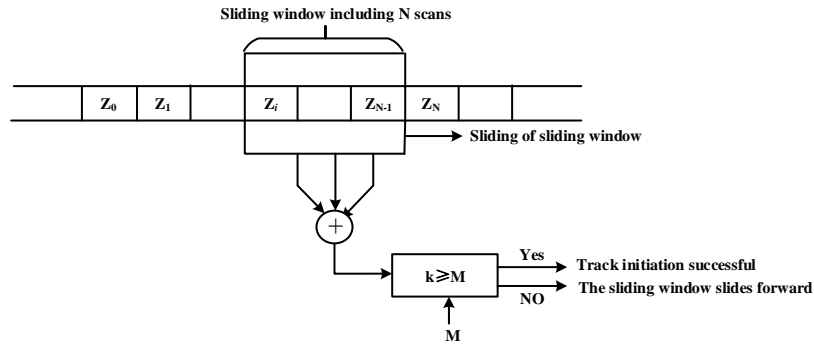 Sliding window including N scans
Z0 Z1 Zi ZN-1 ZN
Sliding of sliding window
+
Yes
Track initiation successful
k≥M
The sliding window slides forward
NO
M